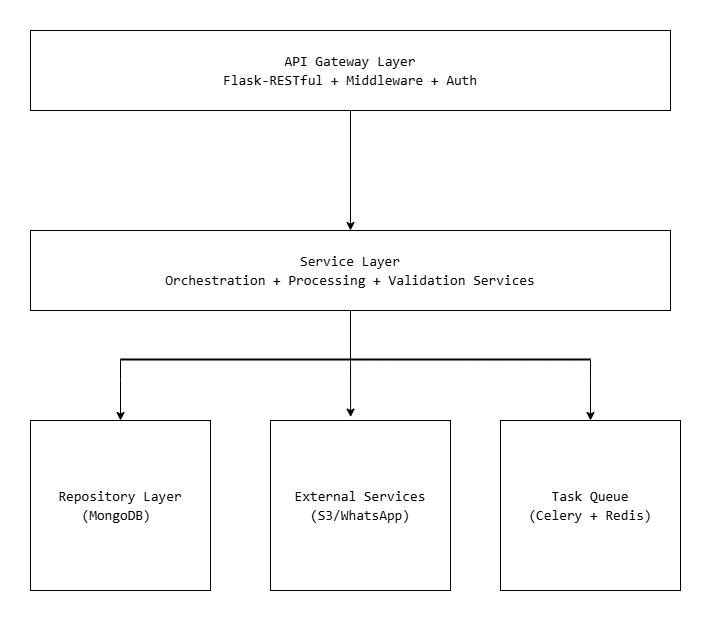 API Gateway Layer
Flask-RESTful + Middleware + Auth
Service Layer
Orchestration + Processing + Validation Services
Repository Layer
(MongoDB)
External Services
(S3/WhatsApp)
Task Queue
(Celery + Redis)